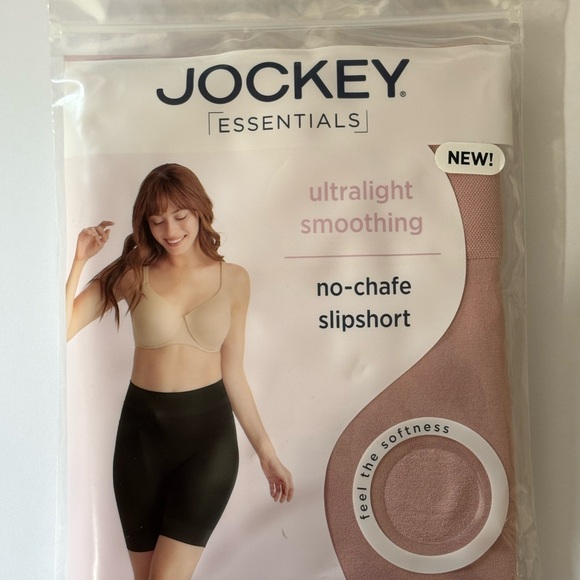 JOCKEY®
ESSENTIALS
NEW!
ultralight
smoothing
no-chafe
slipshort
feel the softness